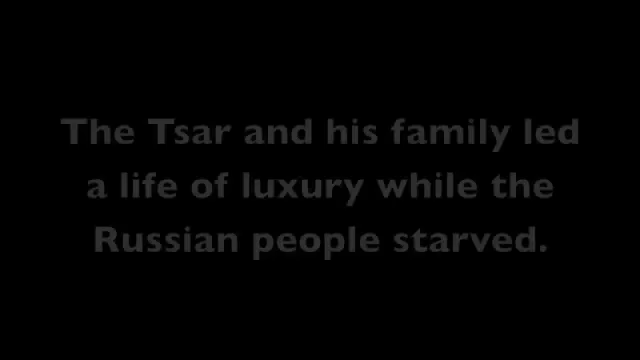 The Tsar and his family led
a life of luxury while the
Russian people starved.